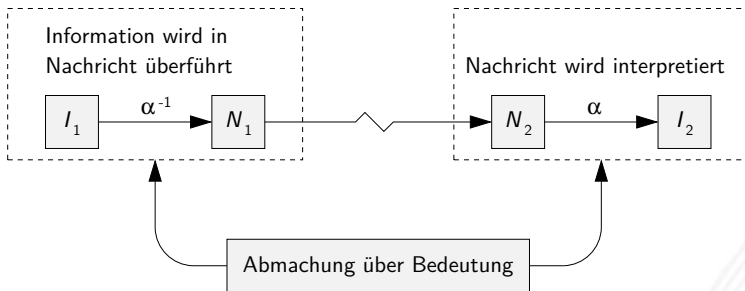 Information wird in
Nachricht überführt
I₁ α⁻¹ N₁
Nachricht wird interpretiert
N₂ α I₂
Abmachung über Bedeutung